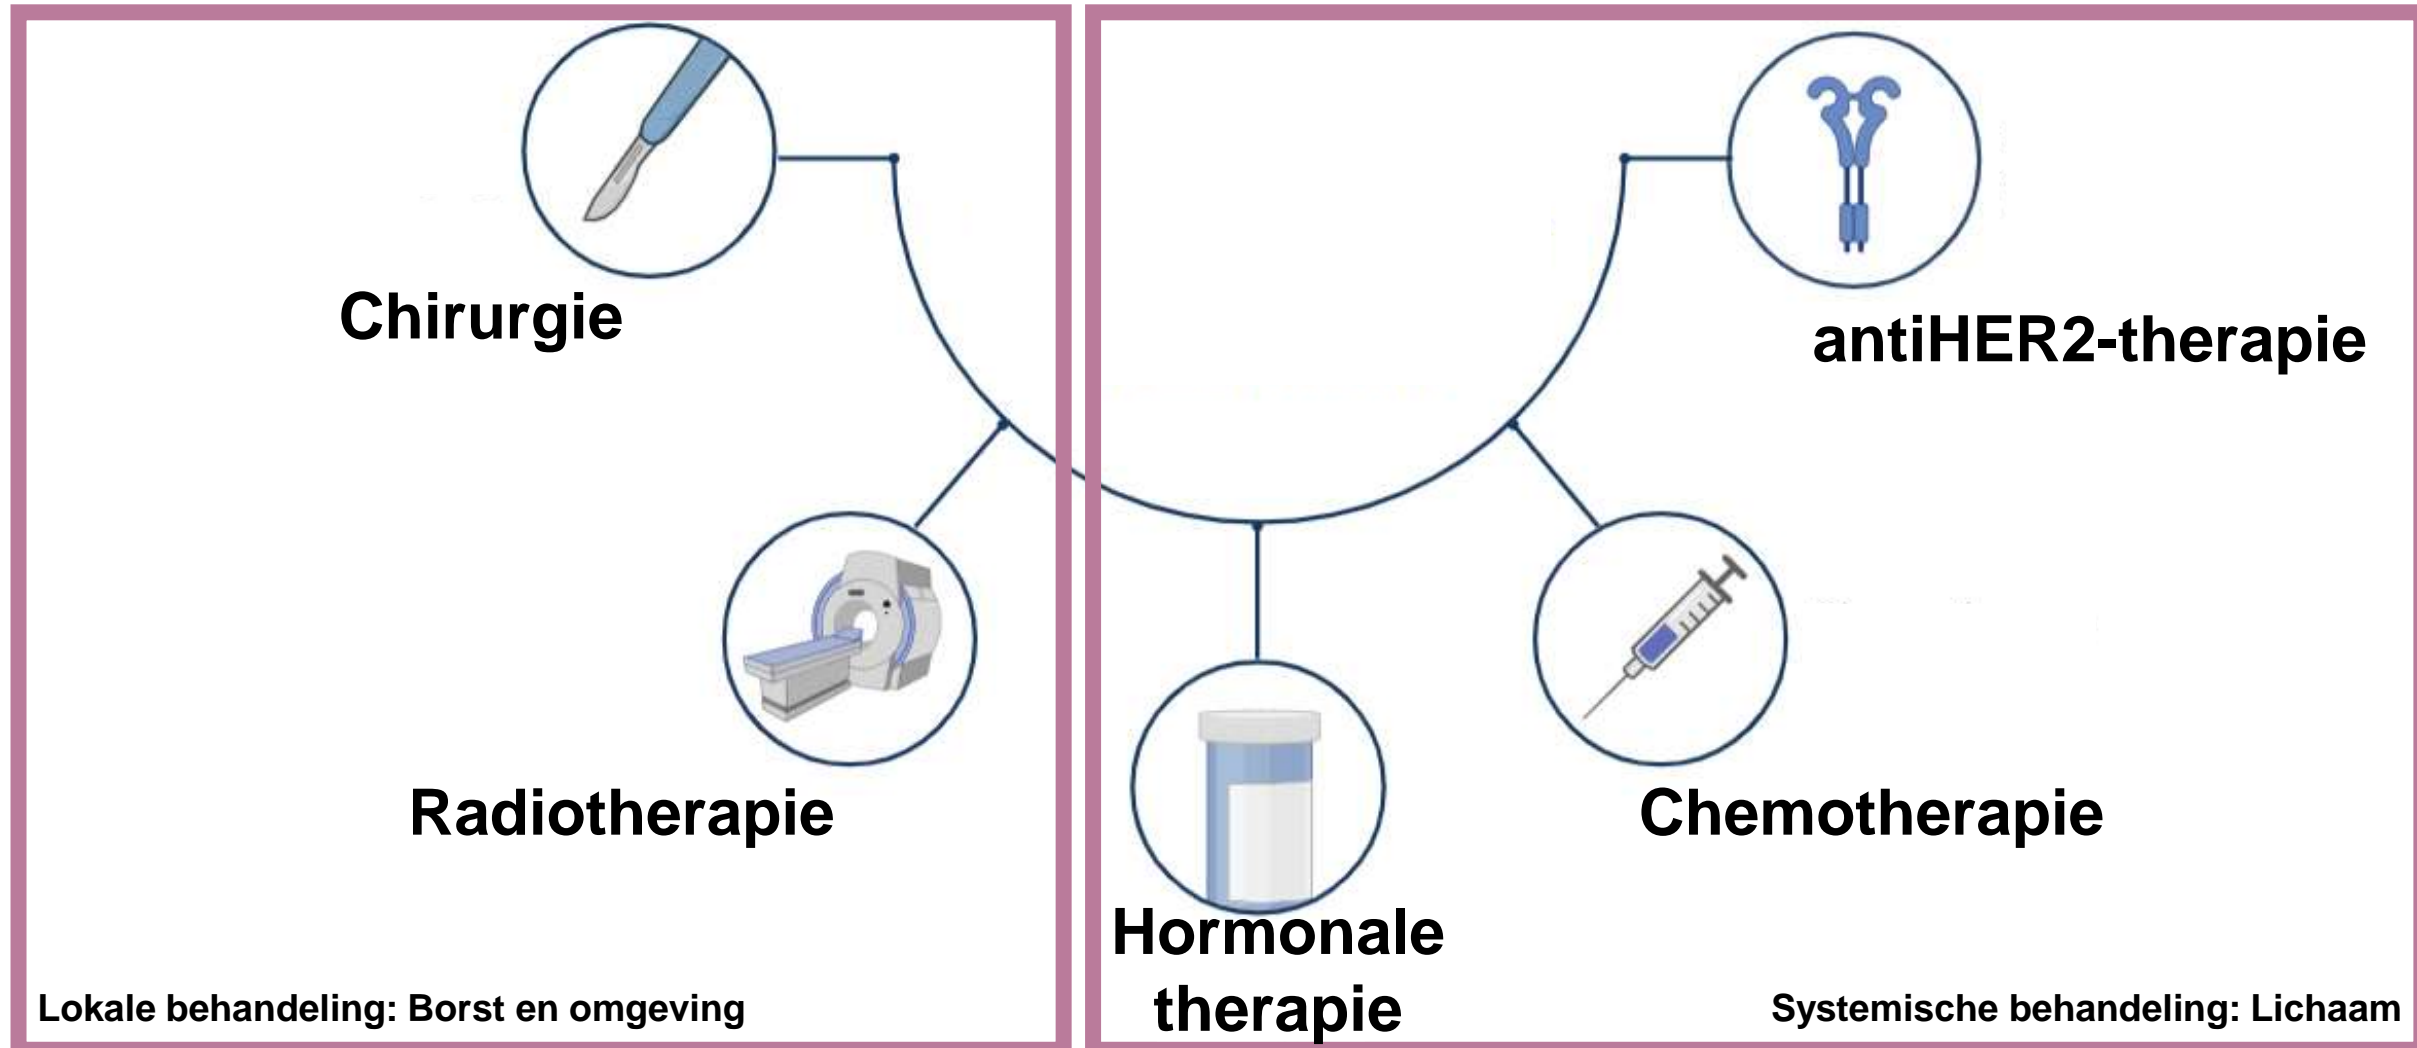 Chirurgie
antiHER2-therapie
Radiotherapie
Chemotherapie
Hormonale
therapie
Lokale behandeling: Borst en omgeving
Systemische behandeling: Lichaam